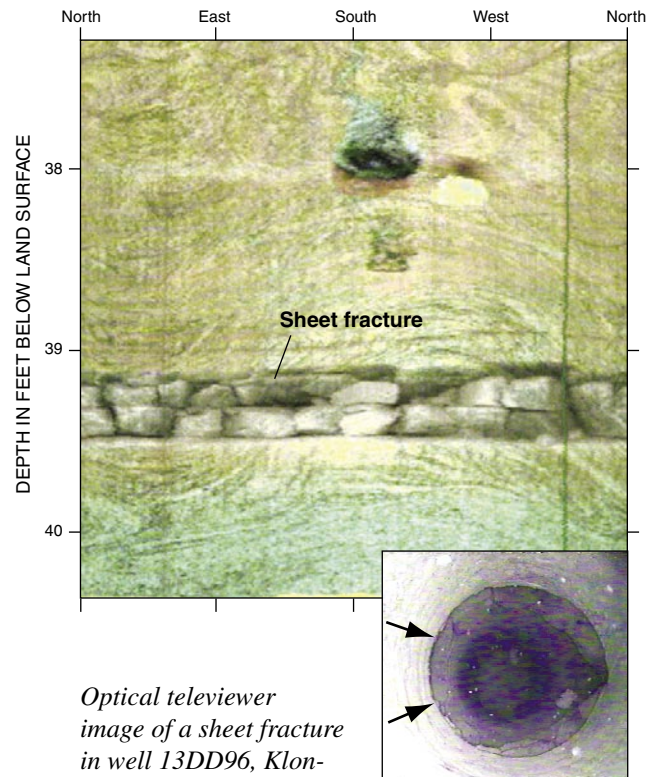 North East South West North
DEPTH IN FEET BELOW LAND SURFACE
38
Sheet fracture
39
40
Optical televiewer
image of a sheet fracture
in well 13DD96, Klon-